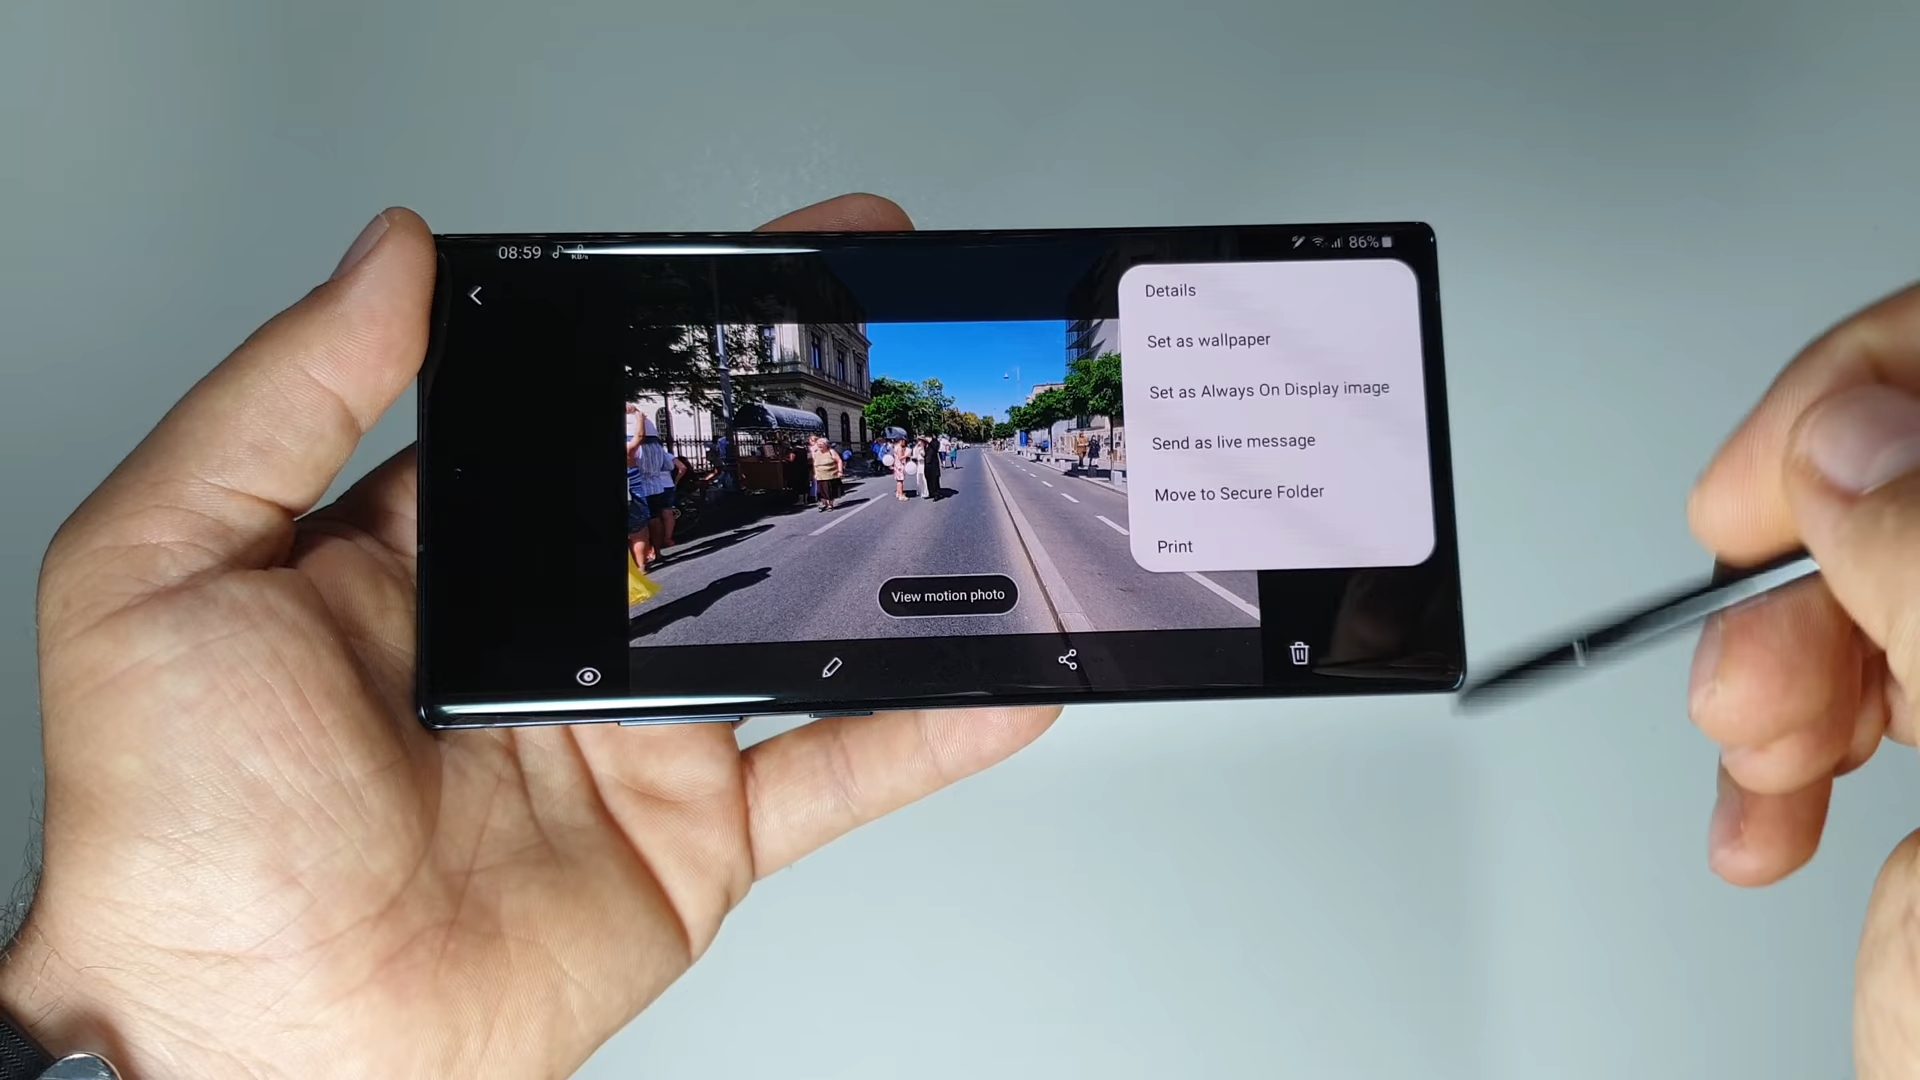 08:59
86%
Details
Set as wallpaper
Set as Always On Display image
Send as live message
Move to Secure Folder
Print
View motion photo